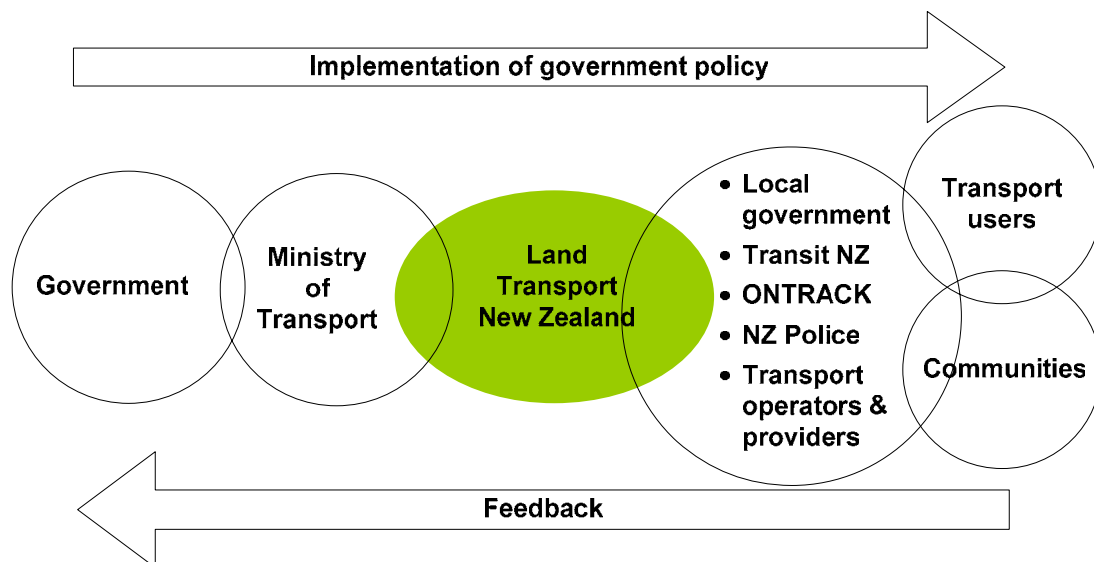 Implementation of government policy
Government
Ministry
of
Transport
Land
Transport
New Zealand
• Local
government
• Transit NZ
• ONTRACK
• NZ Police
• Transport
operators &
providers
Transport
users
Communities
Feedback